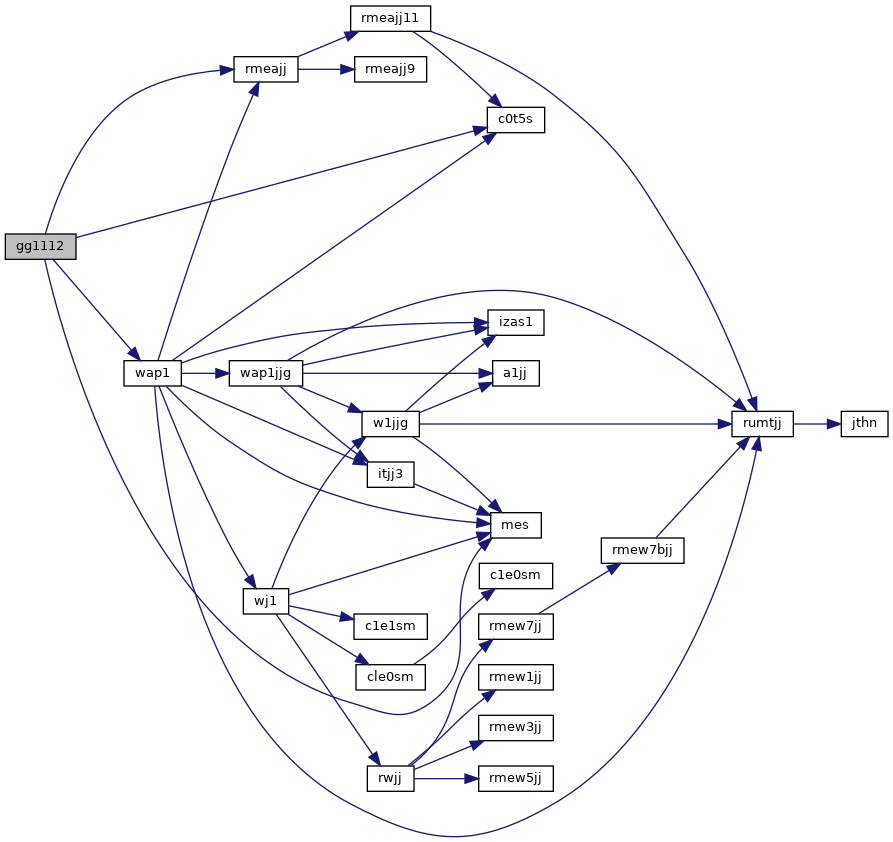 rmeajj11
rmeajj
rmeajj9
c0t5s
gg1112
izas1
wap1
wap1jjg
a1jj
w1jjg
rumtjj
jthn
itjj3
mes
rmew7bjj
c1e0sm
wj1
c1e1sm
rmew7jj
cle0sm
rmew1jj
rmew3jj
rwjj
rmew5jj